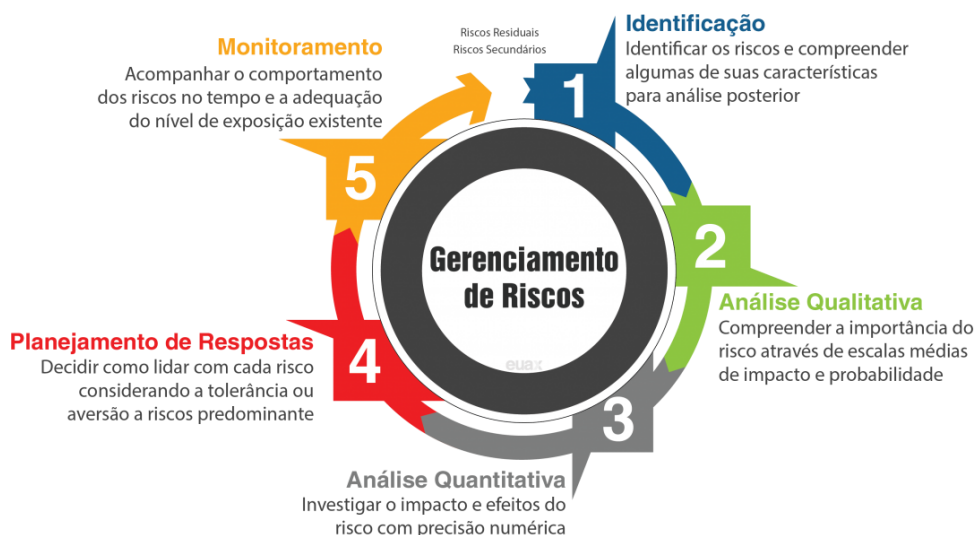 Riscos Residuais
Riscos Secundários
1
Identificação
Identificar os riscos e compreender
algumas de suas características
para análise posterior
2
Análise Qualitativa
Compreender a importância do
risco através de escalas médias
de impacto e probabilidade
3
Análise Quantitativa
Investigar o impacto e efeitos do
risco com precisão numérica
4
Planejamento de Respostas
Decidir como lidar com cada risco
considerando a tolerância ou
aversão a riscos predominante
5
Monitoramento
Acompanhar o comportamento
dos riscos no tempo e a adequação
do nível de exposição existente
Gerenciamento
de Riscos
euax